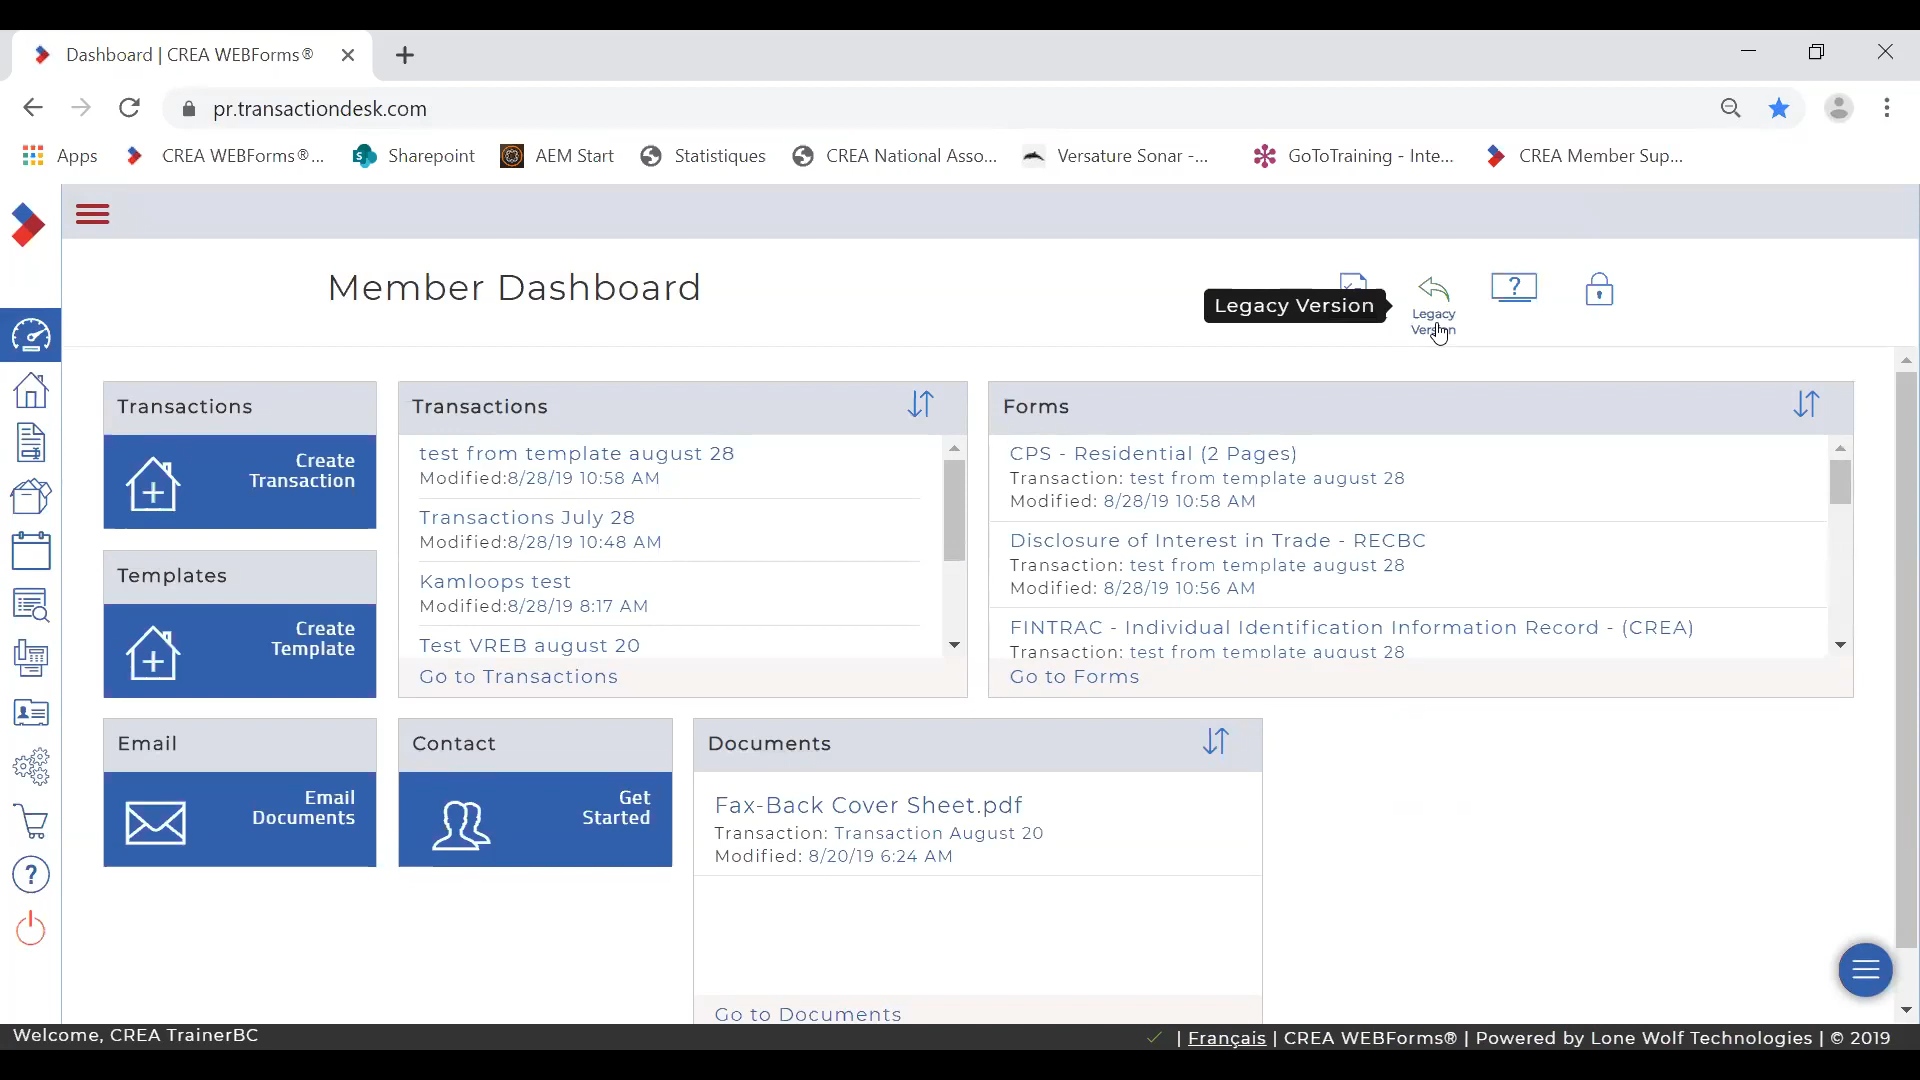 Dashboard | CREA WEBForms®
pr.transactiondesk.com
Apps
CREA WEBForms®...
Sharepoint
AEM Start
Statistiques
CREA National Asso...
Versature Sonar -...
GoToTraining - Inte...
CREA Member Sup...
Member Dashboard
Legacy Version
Legacy
Version
Transactions
Create
Transaction
Templates
Create
Template
Transactions
test from template august 28
Modified:8/28/19 10:58 AM
Transactions July 28
Modified:8/28/19 10:48 AM
Kamloops test
Modified:8/28/19 8:17 AM
Test VREB august 20
Go to Transactions
Forms
CPS - Residential (2 Pages)
Transaction: test from template august 28
Modified: 8/28/19 10:58 AM
Disclosure of Interest in Trade - RECBC
Transaction: test from template august 28
Modified: 8/28/19 10:56 AM
FINTRAC - Individual Identification Information Record - (CREA)
Transaction: test from template august 28
Go to Forms
Email
Email
Documents
Contact
Get
Started
Documents
Fax-Back Cover Sheet.pdf
Transaction: Transaction August 20
Modified: 8/20/19 6:24 AM
Go to Documents
Welcome, CREA TrainerBC
| Français | CREA WEBForms® | Powered by Lone Wolf Technologies | © 2019